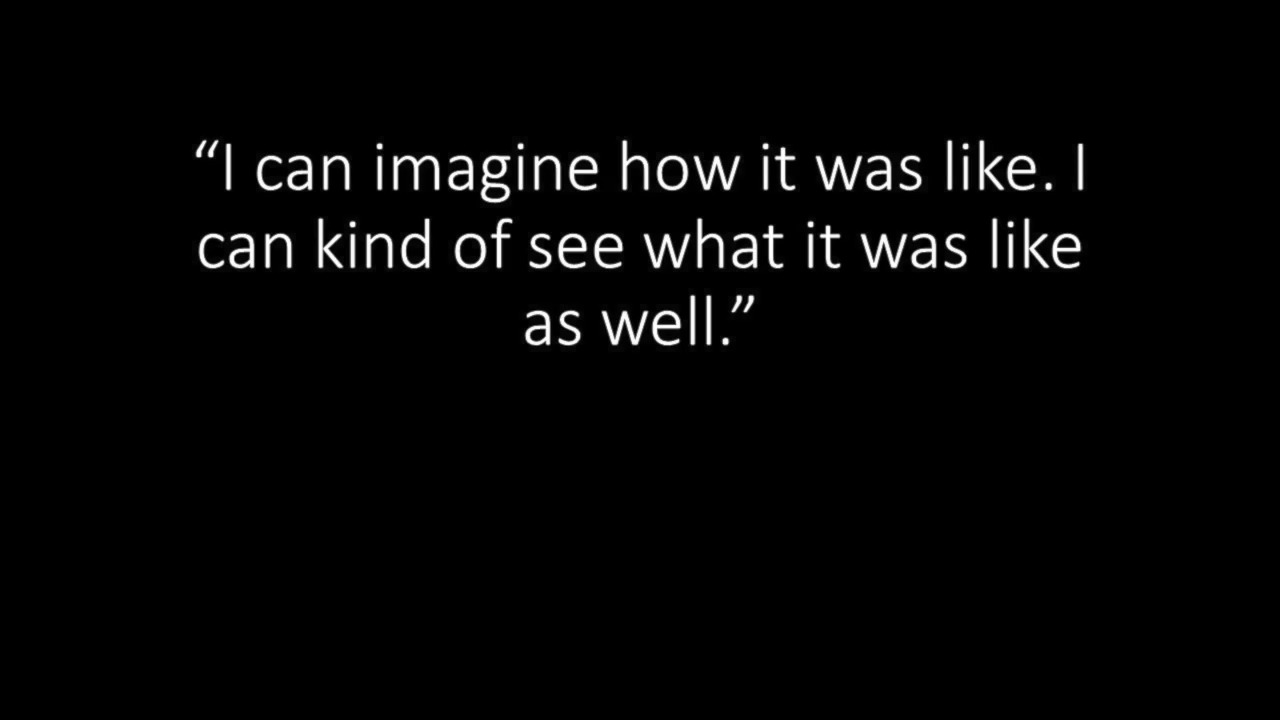 “I can imagine how it was like. I
can kind of see what it was like
as well.”